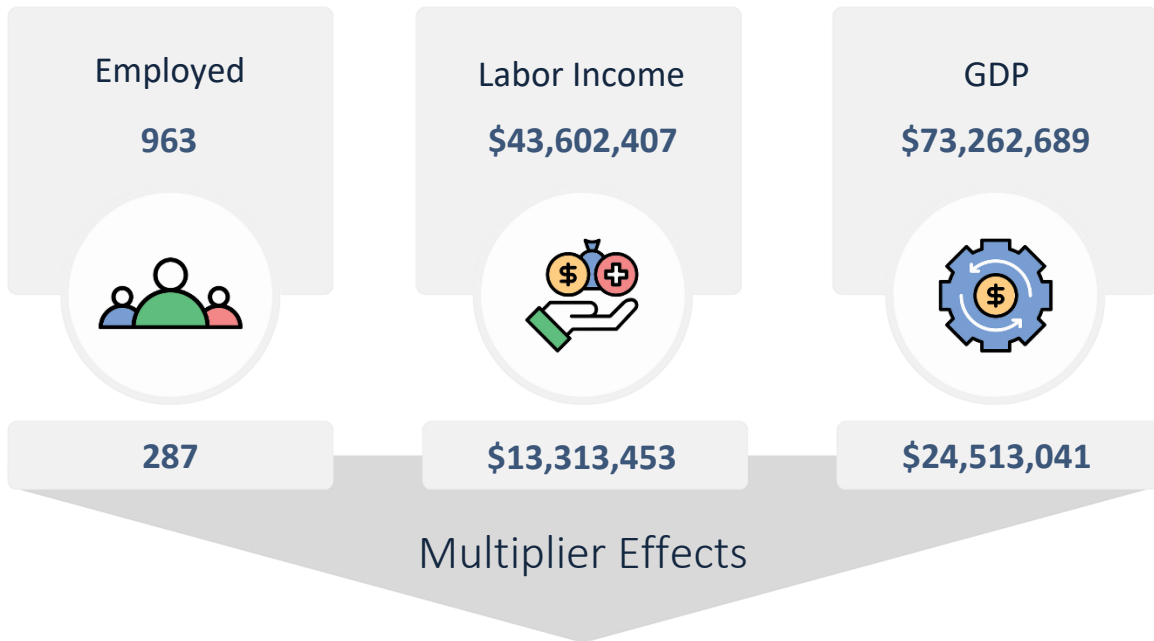 Employed
963
Labor Income
$43,602,407
GDP
$73,262,689
$
$
287
$13,313,453
$24,513,041
Multiplier Effects